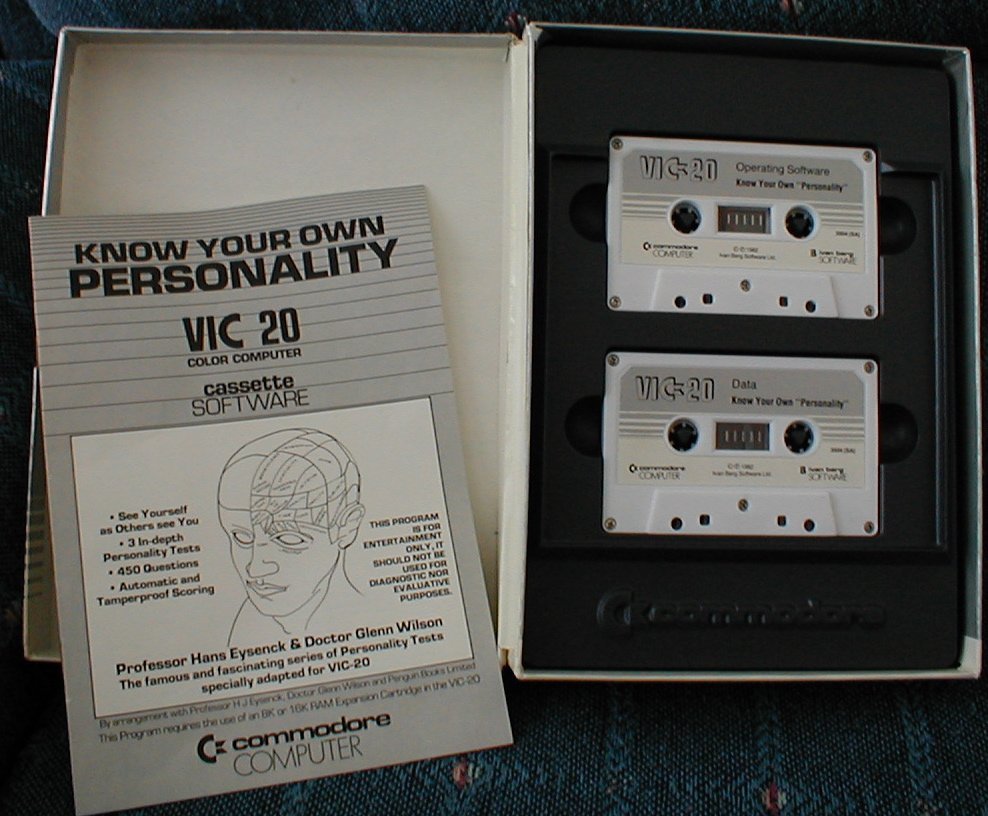 KNOW YOUR OWN
PERSONALITY
VIC 20
COLOR COMPUTER
cassette
SOFTWARE
• See Yourself
as Others see You
• 3 In-depth
Personality Tests
• 450 Questions
• Automatic and
Tamperproof Scoring
THIS PROGRAM
IS FOR
ENTERTAINMENT
ONLY, IT
SHOULD NOT BE
USED FOR
DIAGNOSTIC NOR
EVALUATIVE
PURPOSES.
Professor Hans Eysenck & Doctor Glenn Wilson
The famous and fascinating series of Personality Tests
specially adapted for VIC-20
By arrangement with Professor H J Eysenck, Doctor Glenn Wilson and Penguin Books Limited
This Program requires the use of an 8K or 16K RAM Expansion Cartridge in the VIC-20
commodore
COMPUTER
VIC-20 Operating Software
Know Your Own "Personality"
commodore
COMPUTER
1982
Ivan Berg Software Ltd.
ivan berg
SOFTWARE
VIC-20 Data
Know Your Own "Personality"
commodore
COMPUTER
1982
Ivan Berg Software Ltd.
ivan berg
SOFTWARE
commodore